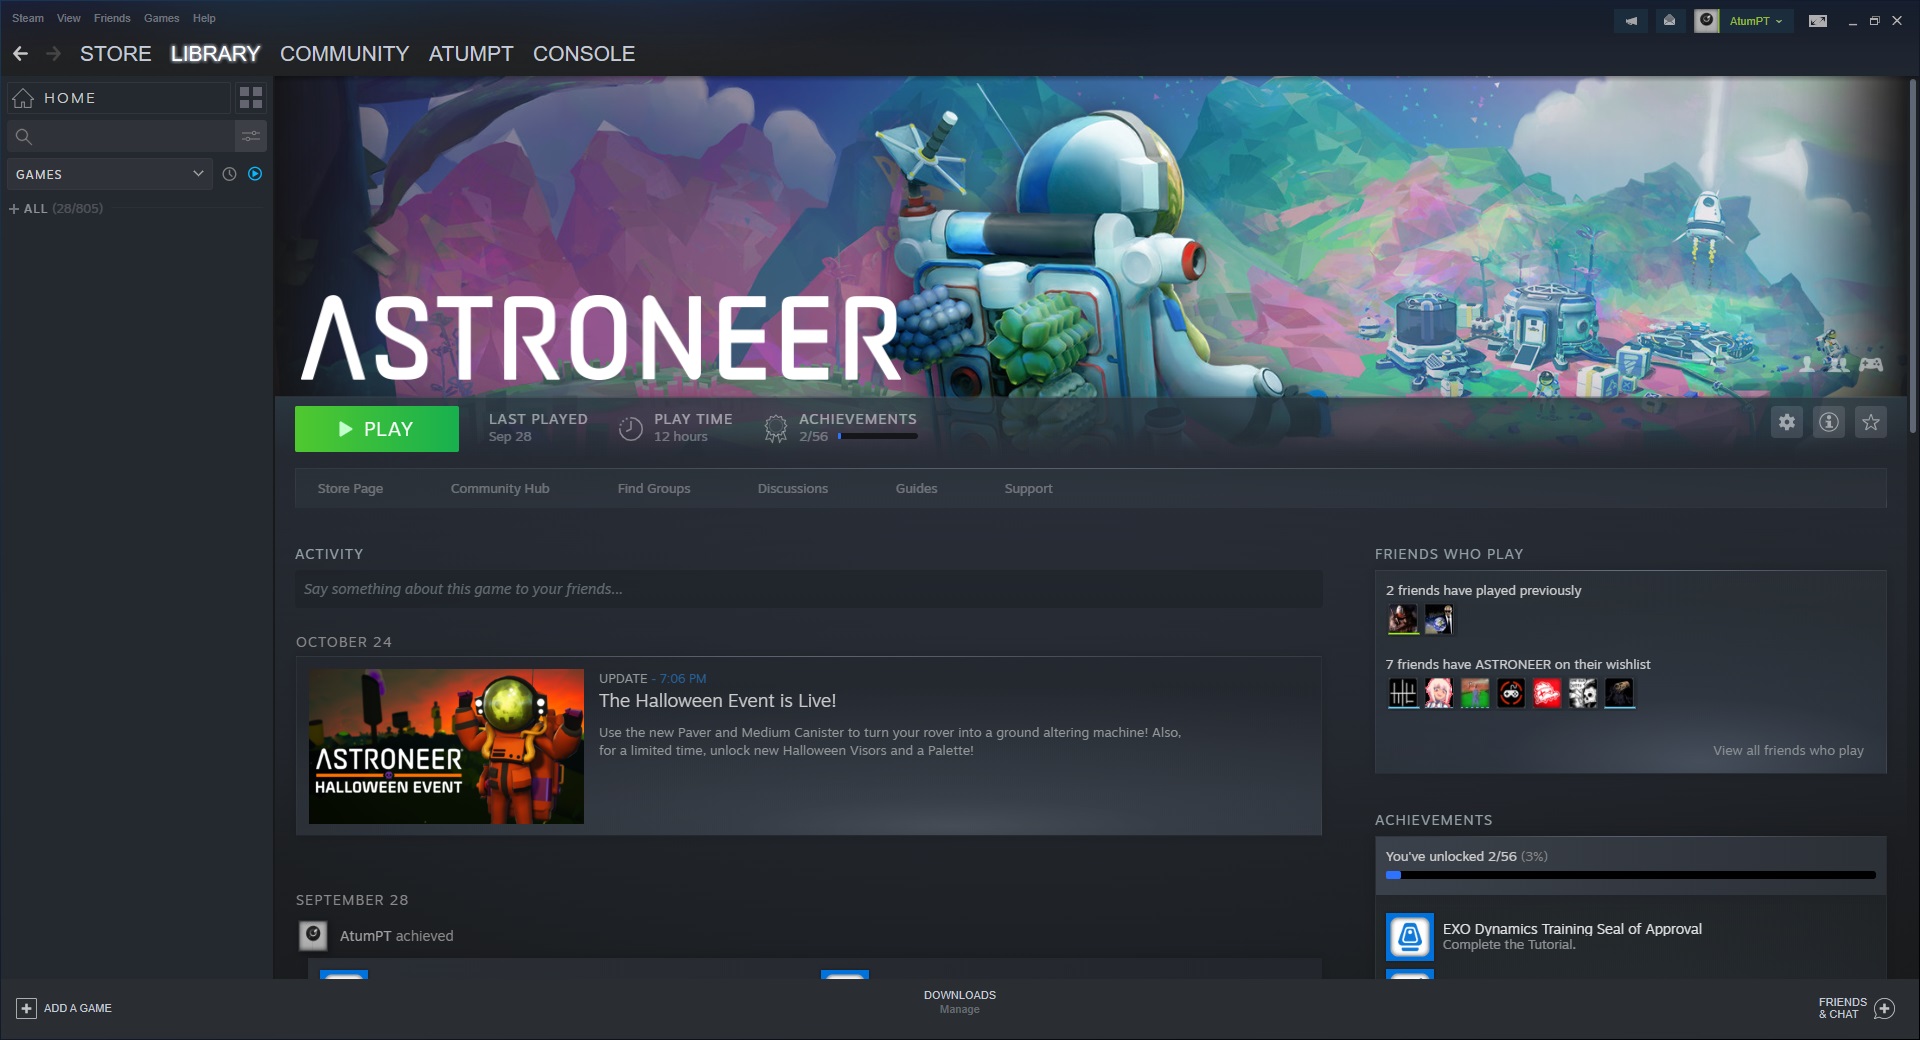 Steam View Friends Games Help
AtumPT
STORE LIBRARY COMMUNITY ATUMPT CONSOLE
HOME
GAMES
+ ALL (28/805)
ASTRONEER
PLAY
LAST PLAYED
Sep 28
PLAY TIME
12 hours
ACHIEVEMENTS
2/56
Store Page Community Hub Find Groups Discussions Guides Support
ACTIVITY
Say something about this game to your friends...
OCTOBER 24
ASTRONEER
HALLOWEEN EVENT
UPDATE - 7:06 PM
The Halloween Event is Live!
Use the new Paver and Medium Canister to turn your rover into a ground altering machine! Also,
for a limited time, unlock new Halloween Visors and a Palette!
SEPTEMBER 28
AtumPT achieved
FRIENDS WHO PLAY
2 friends have played previously
7 friends have ASTRONEER on their wishlist
View all friends who play
ACHIEVEMENTS
You've unlocked 2/56 (3%)
EXO Dynamics Training Seal of Approval
Complete the Tutorial.
ADD A GAME
DOWNLOADS
Manage
FRIENDS
& CHAT